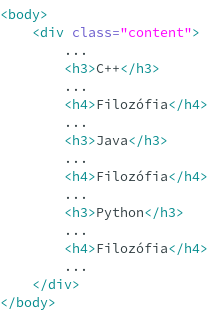 <body>
<div class="content">
...
<h3>C++</h3>
...
<h4>Filozófia</h4>
...
<h3>Java</h3>
...
<h4>Filozófia</h4>
...
<h3>Python</h3>
...
<h4>Filozófia</h4>
...
</div>
</body>